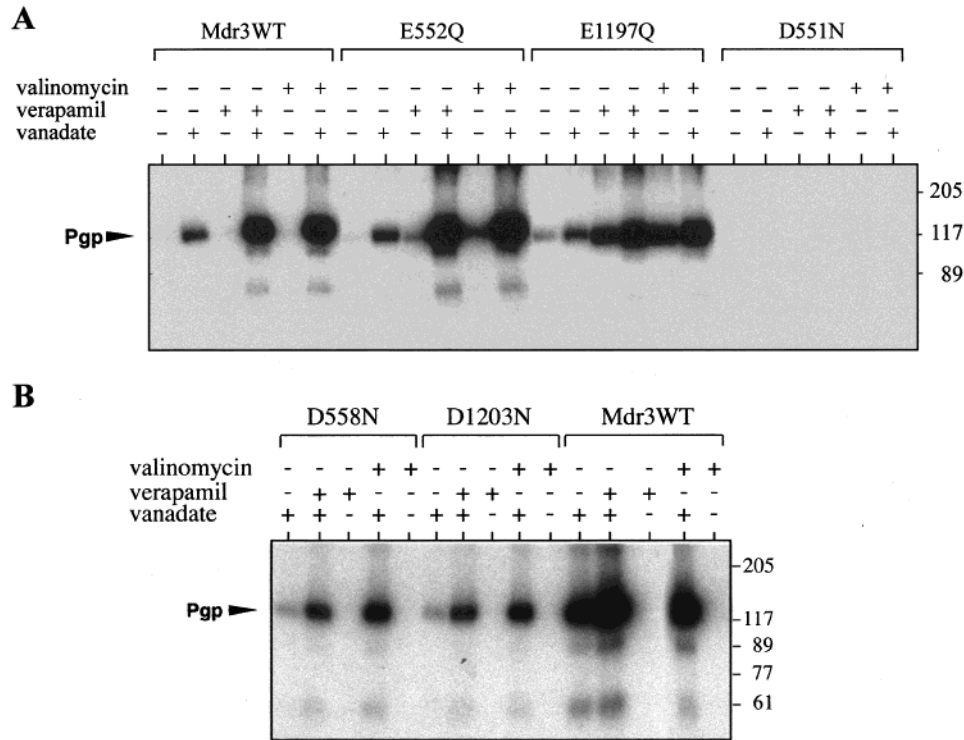 A
Mdr3WT E552Q E1197Q D551N
valinomycin – – – – + + – – – – + + – – – – + + – – – – + +
verapamil – – + + – – – – + + – – – – + + – – – – + + – –
vanadate – + – + – + – + – + – + – + – + – + – + – + – +
205
Pgp 117
89
B
D558N D1203N Mdr3WT
valinomycin - - - + + - - - + + - - - + +
verapamil - + + - - - + + - - - + + - -
vanadate + + - + - + + - + - + + - + -
205
Pgp
117
89
77
61